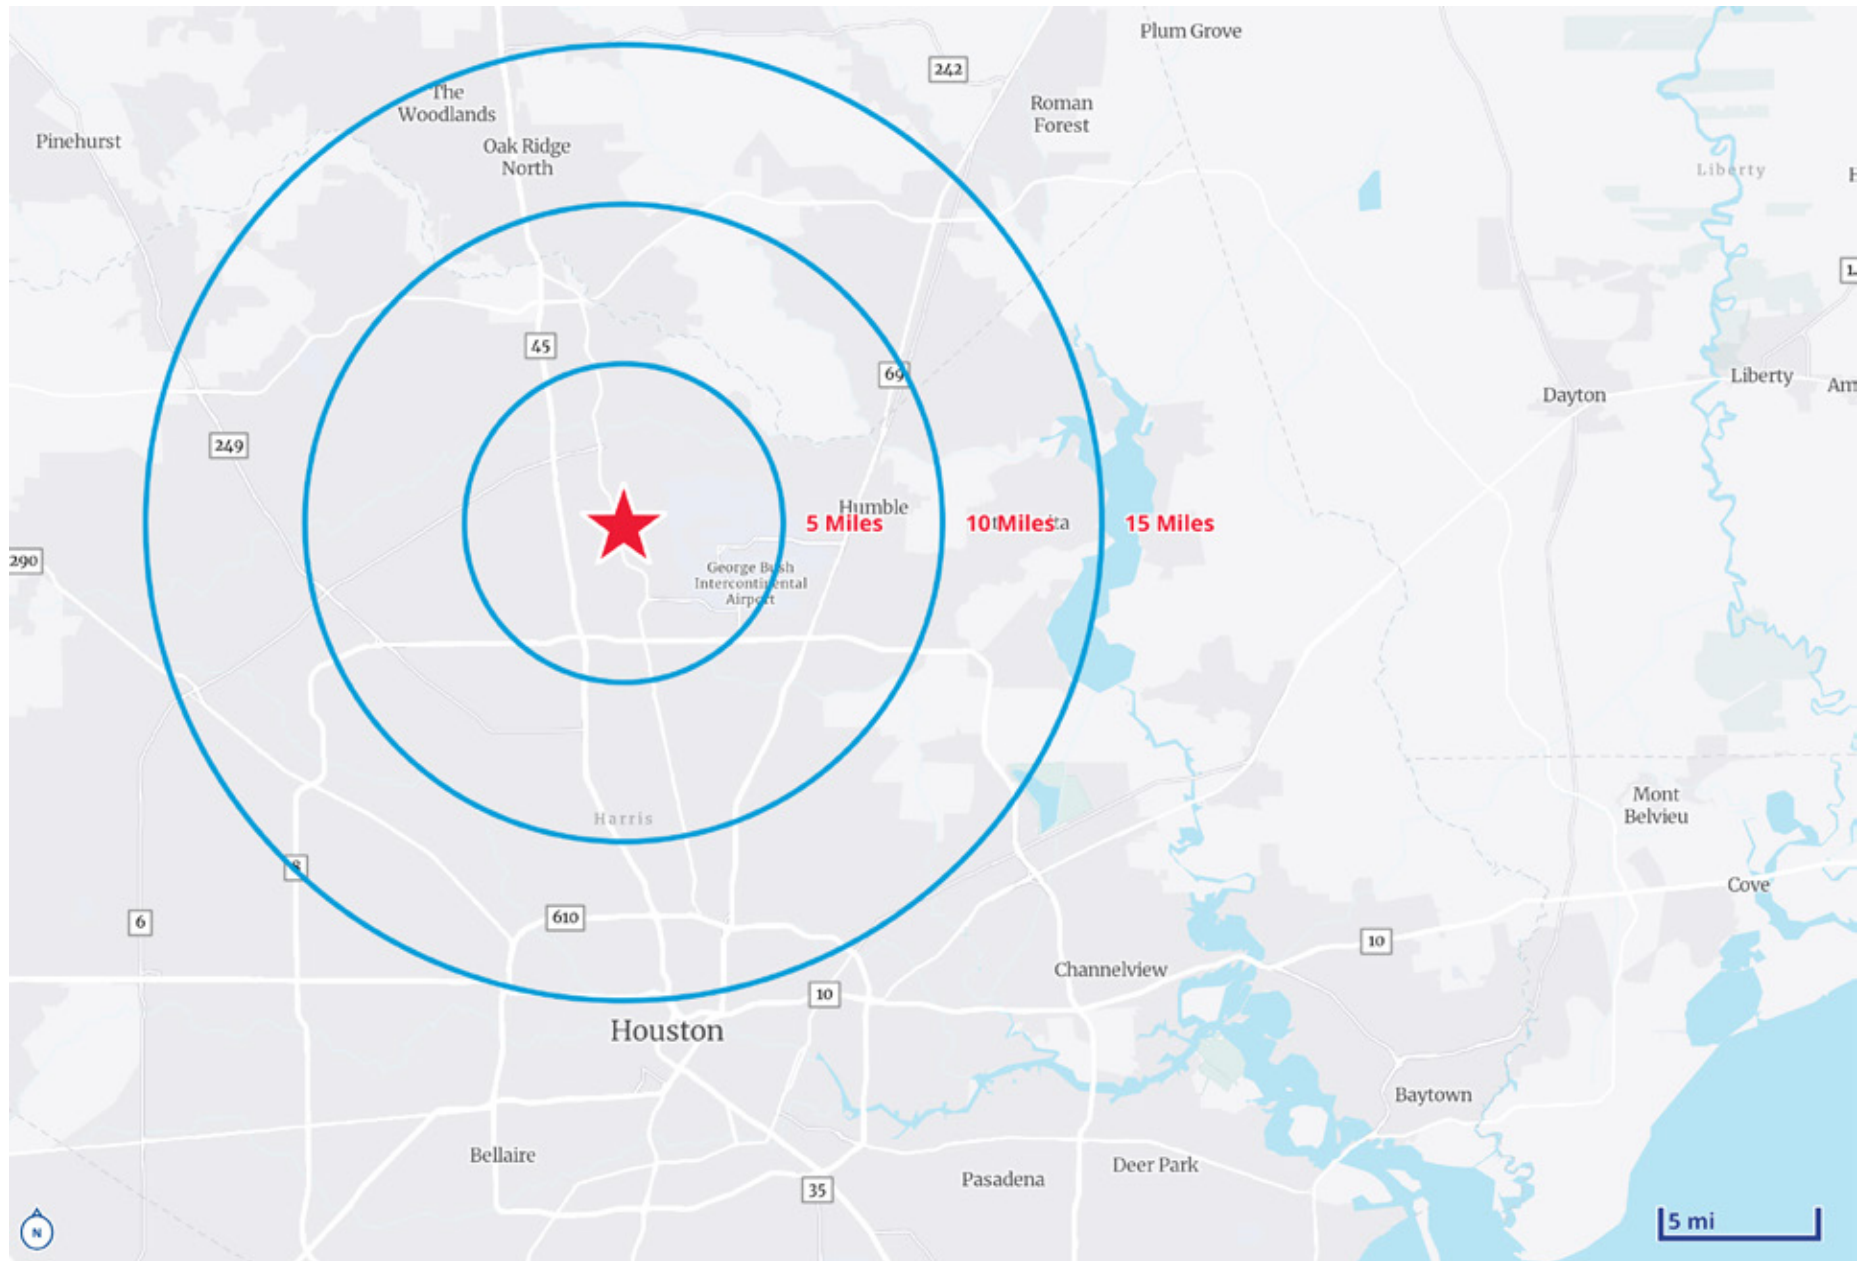 Plum Grove
242
The
Woodlands
Roman
Forest
Pinehurst
Oak Ridge
North
Liberty
H
1
45
69
Liberty
Dayton
Am
249
Humble
5 Miles
10 Miles
15 Miles
290
George Bush
Intercontinental
Airport
Mont
Belvieu
Harris
8
Cove
610
6
10
Channelview
10
Houston
Baytown
Bellaire
Deer Park
Pasadena
35
5 mi
N